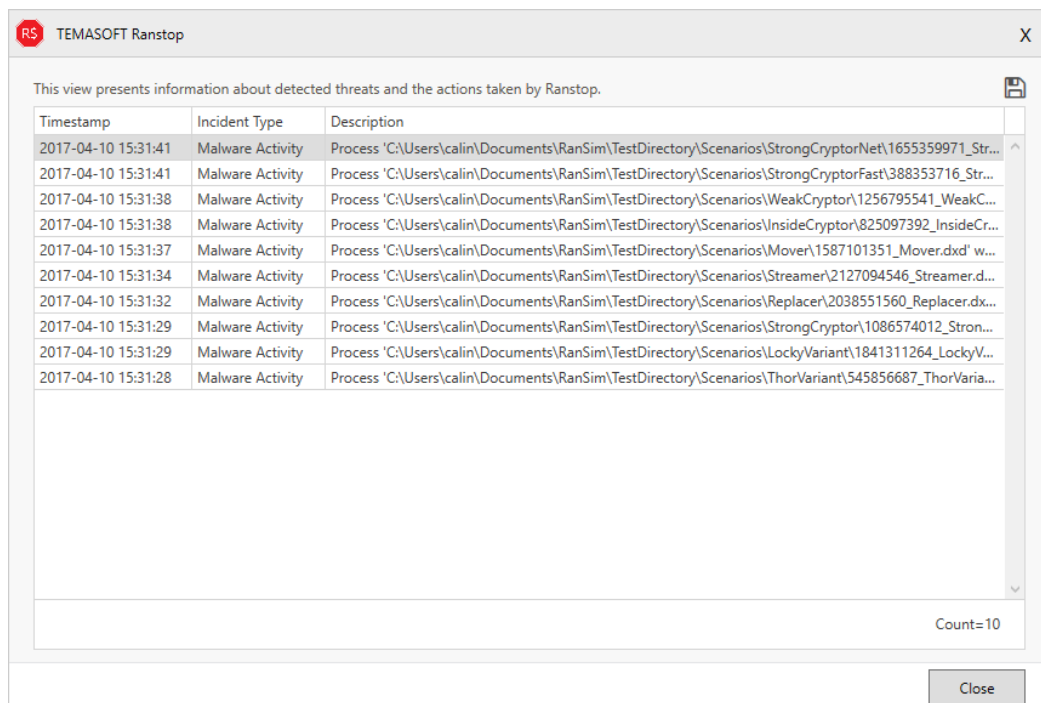 R$ TEMASOFT Ranstop X
This view presents information about detected threats and the actions taken by Ranstop.
Timestamp Incident Type Description
2017-04-10 15:31:41 Malware Activity Process 'C:\Users\calin\Documents\RanSim\TestDirectory\Scenarios\StrongCryptorNet\1655359971_Str...
2017-04-10 15:31:41 Malware Activity Process 'C:\Users\calin\Documents\RanSim\TestDirectory\Scenarios\StrongCryptorFast\388353716_Str...
2017-04-10 15:31:38 Malware Activity Process 'C:\Users\calin\Documents\RanSim\TestDirectory\Scenarios\WeakCryptor\1256795541_WeakC...
2017-04-10 15:31:38 Malware Activity Process 'C:\Users\calin\Documents\RanSim\TestDirectory\Scenarios\InsideCryptor\825097392_InsideCr...
2017-04-10 15:31:37 Malware Activity Process 'C:\Users\calin\Documents\RanSim\TestDirectory\Scenarios\Mover\1587101351_Mover.dxd' w...
2017-04-10 15:31:34 Malware Activity Process 'C:\Users\calin\Documents\RanSim\TestDirectory\Scenarios\Streamer\2127094546_Streamer.d...
2017-04-10 15:31:32 Malware Activity Process 'C:\Users\calin\Documents\RanSim\TestDirectory\Scenarios\Replacer\2038551560_Replacer.dx...
2017-04-10 15:31:29 Malware Activity Process 'C:\Users\calin\Documents\RanSim\TestDirectory\Scenarios\StrongCryptor\1086574012_Stron...
2017-04-10 15:31:29 Malware Activity Process 'C:\Users\calin\Documents\RanSim\TestDirectory\Scenarios\LockyVariant\1841311264_LockyV...
2017-04-10 15:31:28 Malware Activity Process 'C:\Users\calin\Documents\RanSim\TestDirectory\Scenarios\ThorVariant\545856687_ThorVaria...
Count=10
Close